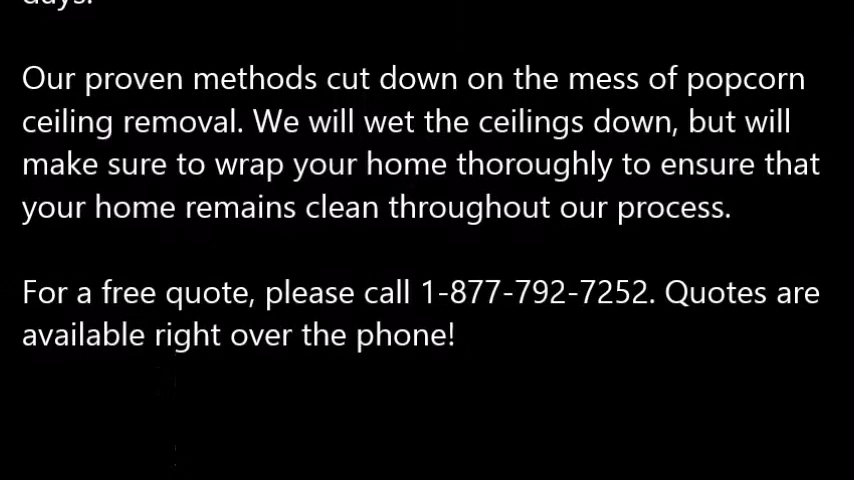 days.
Our proven methods cut down on the mess of popcorn
ceiling removal. We will wet the ceilings down, but will
make sure to wrap your home thoroughly to ensure that
your home remains clean throughout our process.
For a free quote, please call 1-877-792-7252. Quotes are
available right over the phone!